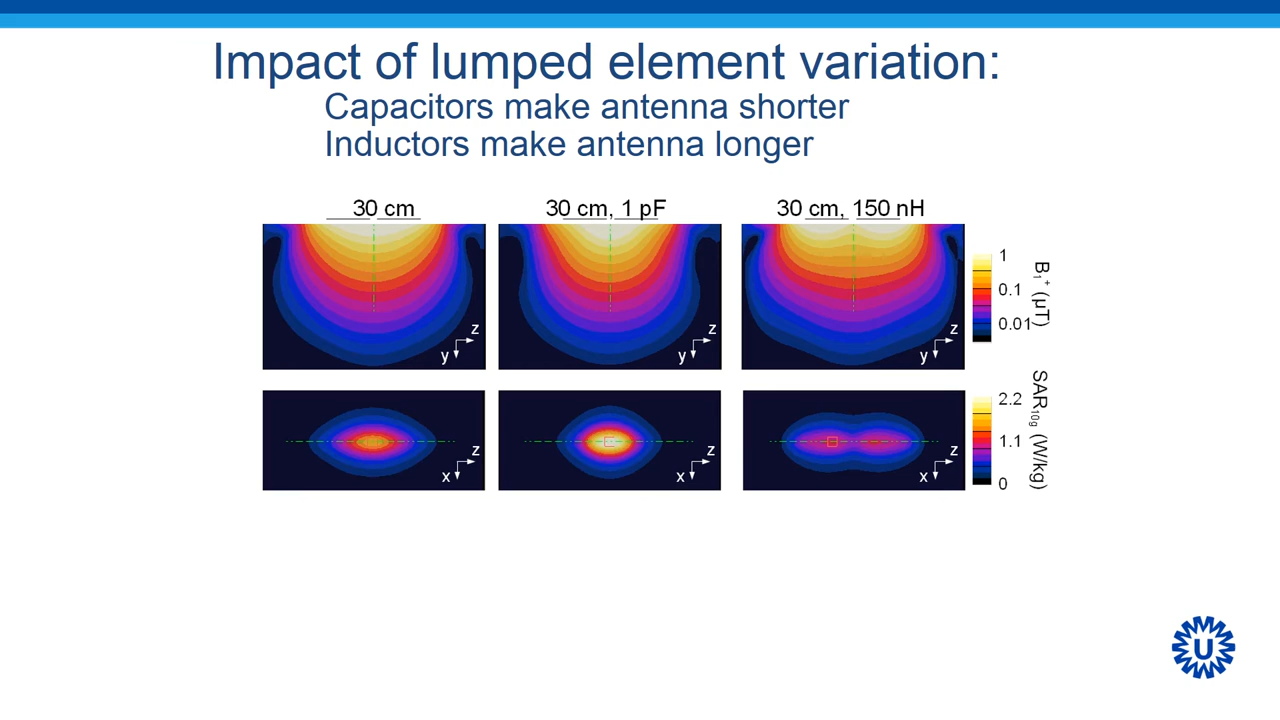 Impact of lumped element variation:
Capacitors make antenna shorter
Inductors make antenna longer
30 cm
30 cm, 1 pF
30 cm, 150 nH
z
y
z
y
z
y
1
0.1
0.01
B₁⁺ (μT)
z
x
z
x
z
x
2.2
1.1
0
SAR₁₀g (W/kg)
U